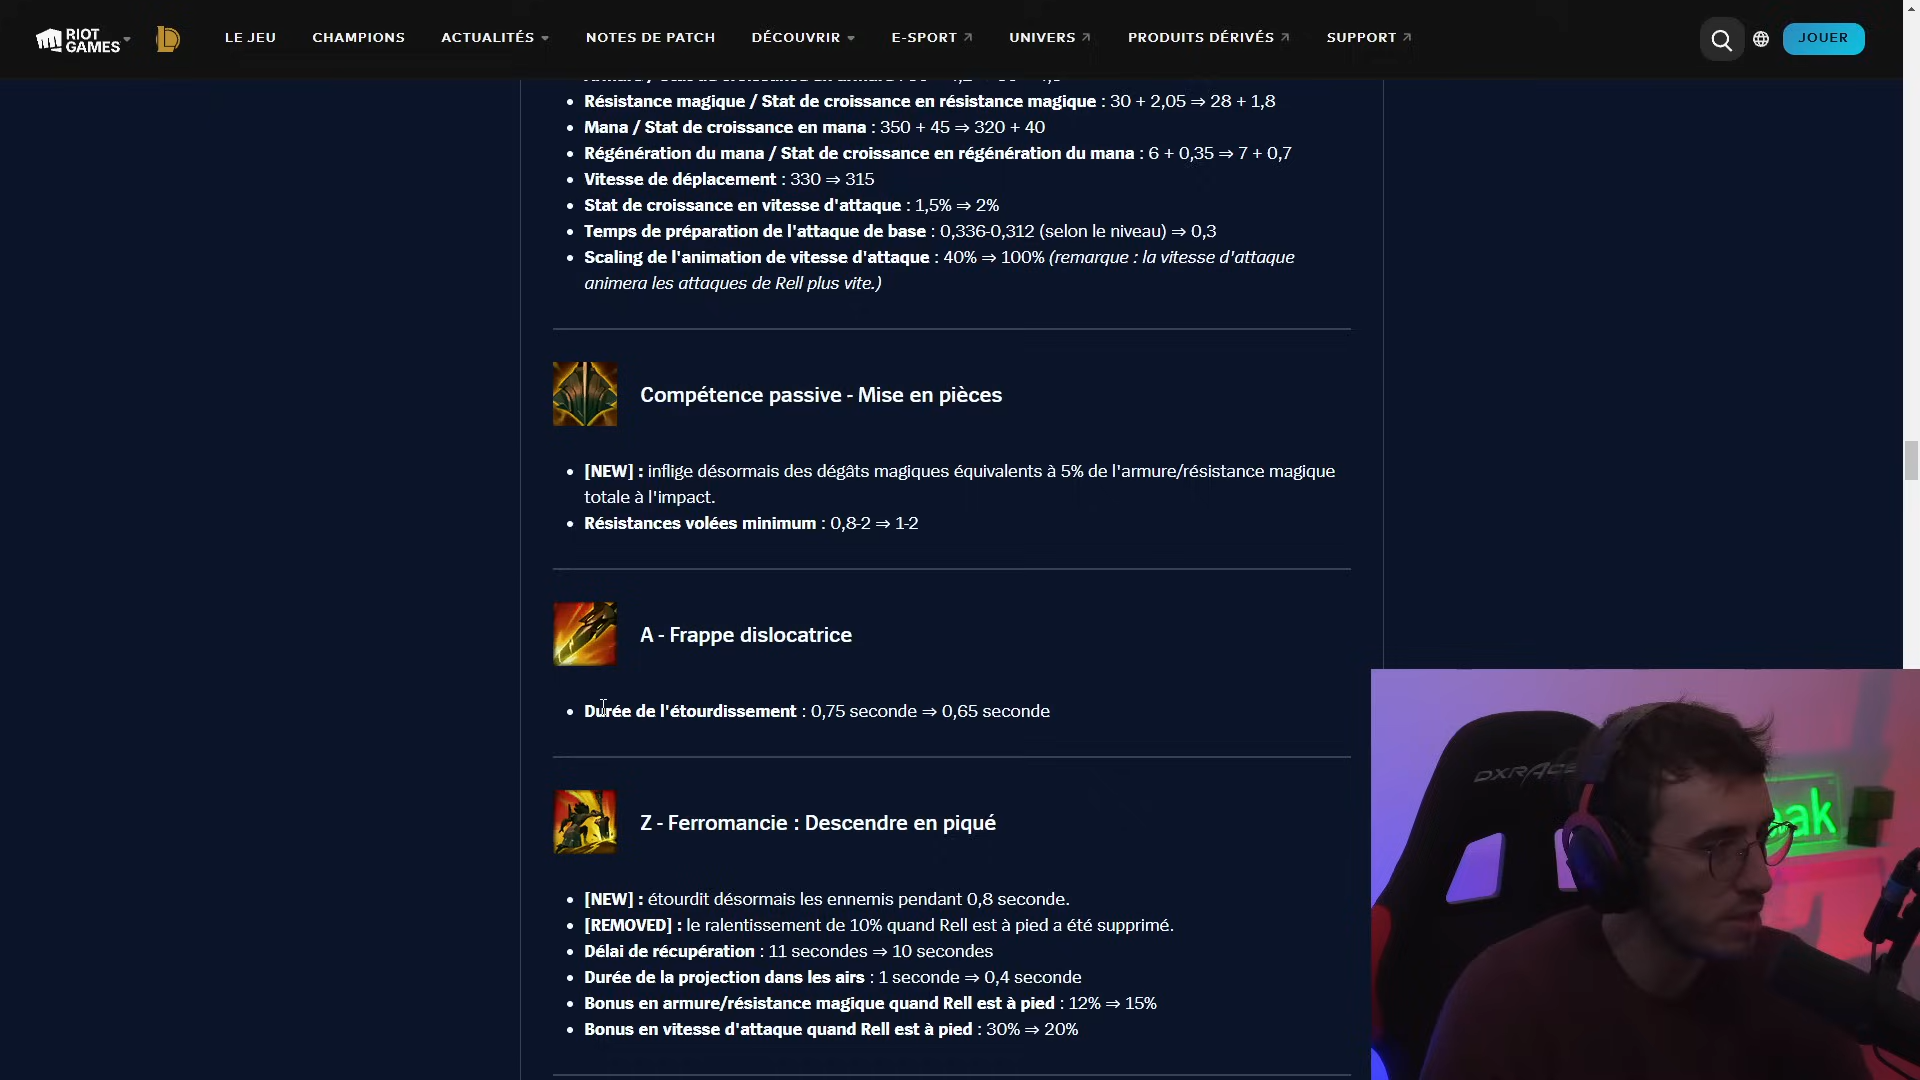 RIOT GAMES
LE JEU
CHAMPIONS
ACTUALITÉS
NOTES DE PATCH
DÉCOUVRIR
E-SPORT
UNIVERS
PRODUITS DÉRIVÉS
SUPPORT
JOUER
Résistance magique / Stat de croissance en résistance magique : 30 + 2,05 ⇒ 28 + 1,8
Mana / Stat de croissance en mana : 350 + 45 ⇒ 320 + 40
Régénération du mana / Stat de croissance en régénération du mana : 6 + 0,35 ⇒ 7 + 0,7
Vitesse de déplacement : 330 ⇒ 315
Stat de croissance en vitesse d'attaque : 1,5% ⇒ 2%
Temps de préparation de l'attaque de base : 0,336-0,312 (selon le niveau) ⇒ 0,3
Scaling de l'animation de vitesse d'attaque : 40% ⇒ 100% (remarque : la vitesse d'attaque
animera les attaques de Rell plus vite.)
Compétence passive - Mise en pièces
[NEW] : inflige désormais des dégâts magiques équivalents à 5% de l'armure/résistance magique
totale à l'impact.
Résistances volées minimum : 0,8-2 ⇒ 1-2
A - Frappe dislocatrice
Durée de l'étourdissement : 0,75 seconde ⇒ 0,65 seconde
Z - Ferromancie : Descendre en piqué
[NEW] : étourdit désormais les ennemis pendant 0,8 seconde.
[REMOVED] : le ralentissement de 10% quand Rell est à pied a été supprimé.
Délai de récupération : 11 secondes ⇒ 10 secondes
Durée de la projection dans les airs : 1 seconde ⇒ 0,4 seconde
Bonus en armure/résistance magique quand Rell est à pied : 12% ⇒ 15%
Bonus en vitesse d'attaque quand Rell est à pied : 30% ⇒ 20%